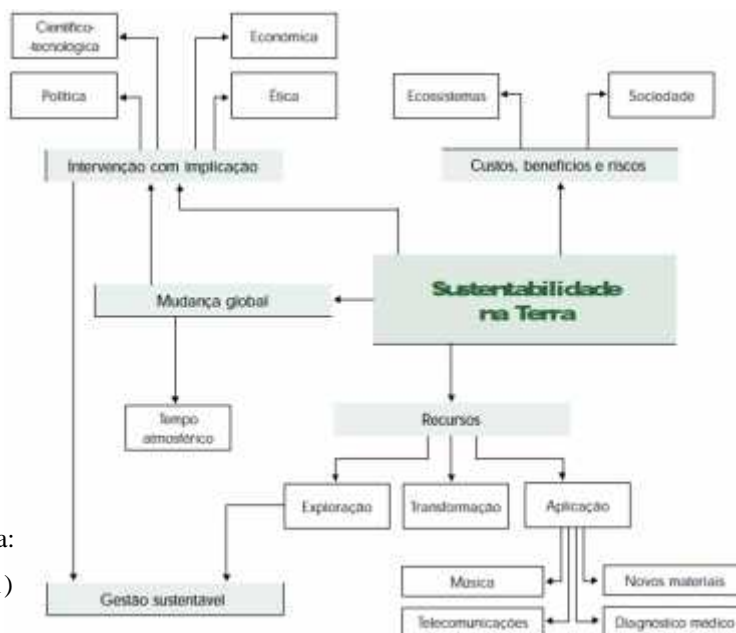 Científico-
-tecnológica
Económica
Política
Ética
Ecossistemas
Sociedade
Intervenção com implicação
Custos, benefícios e riscos
Sustentabilidade
na Terra
Mudança global
Tempo
atmosférico
Recursos
Exploração
Transformação
Aplicação
a:
)
Gestão sustentável
Música
Novos materiais
Telecomunicações
Diagnóstico médico